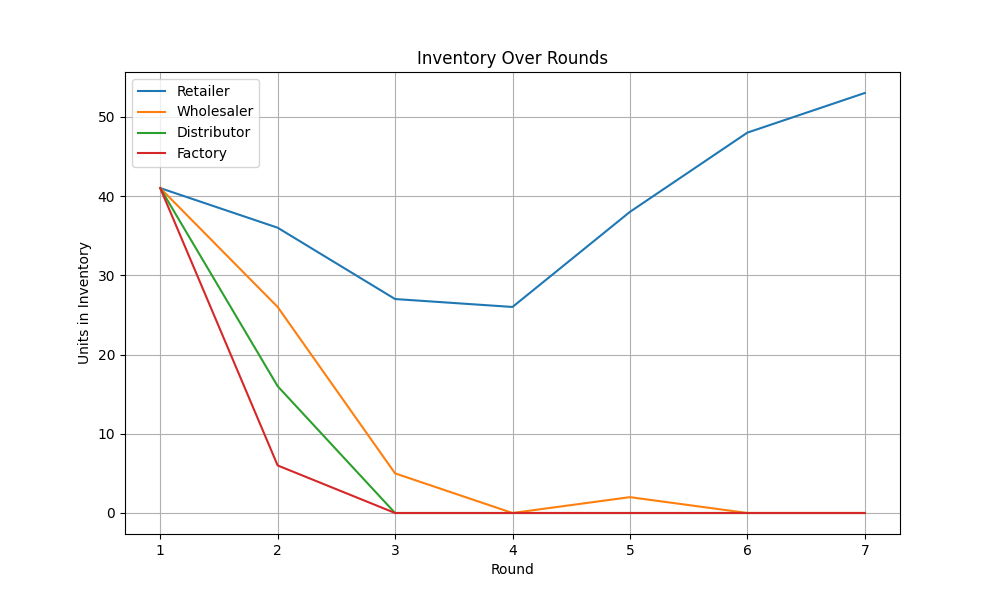 Inventory Over Rounds
Retailer
Wholesaler
Distributor
Factory
Units in Inventory
50
40
30
20
10
0
1 2 3 4 5 6 7
Round